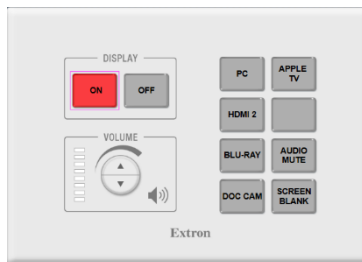 DISPLAY
ON
OFF
VOLUME
PC
APPLE
TV
HDMI 2
BLU-RAY
AUDIO
MUTE
DOC CAM
SCREEN
BLANK
Extron